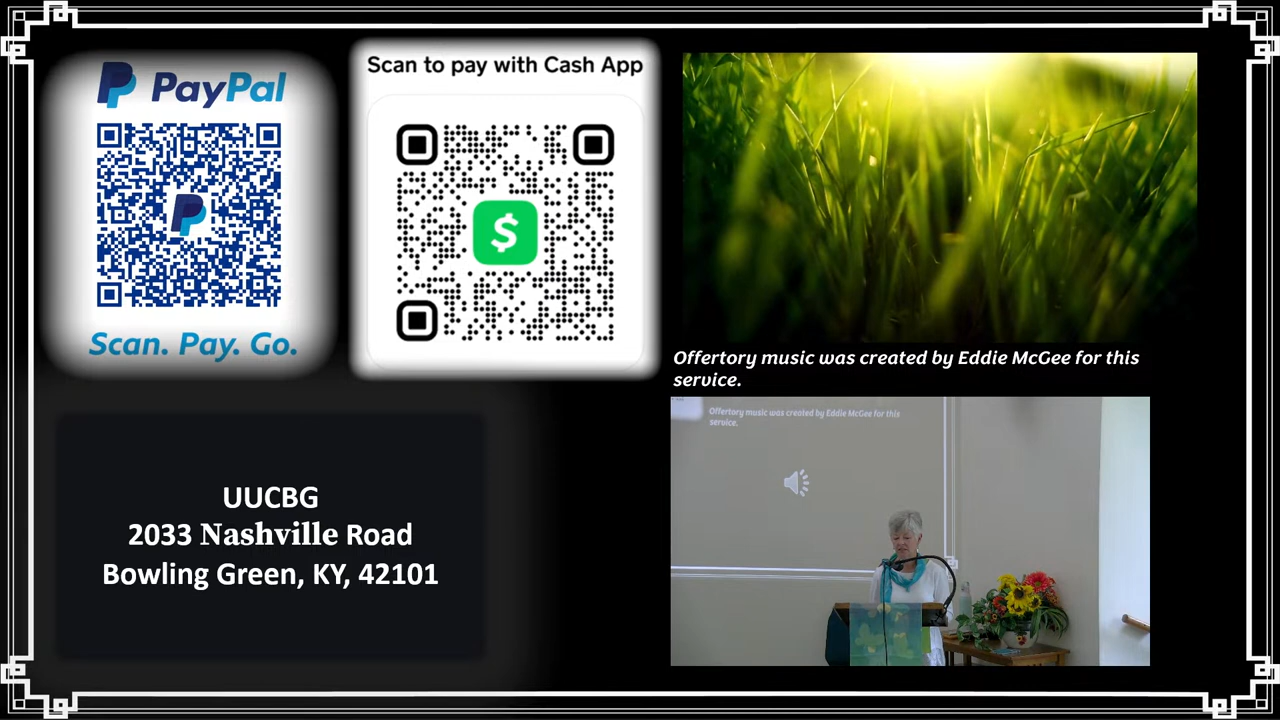 PayPal
Scan. Pay. Go.
Scan to pay with Cash App
$
Offertory music was created by Eddie McGee for this
service.
Offertory music was created by Eddie McGee for this
service.
UUCBG
2033 Nashville Road
Bowling Green, KY, 42101